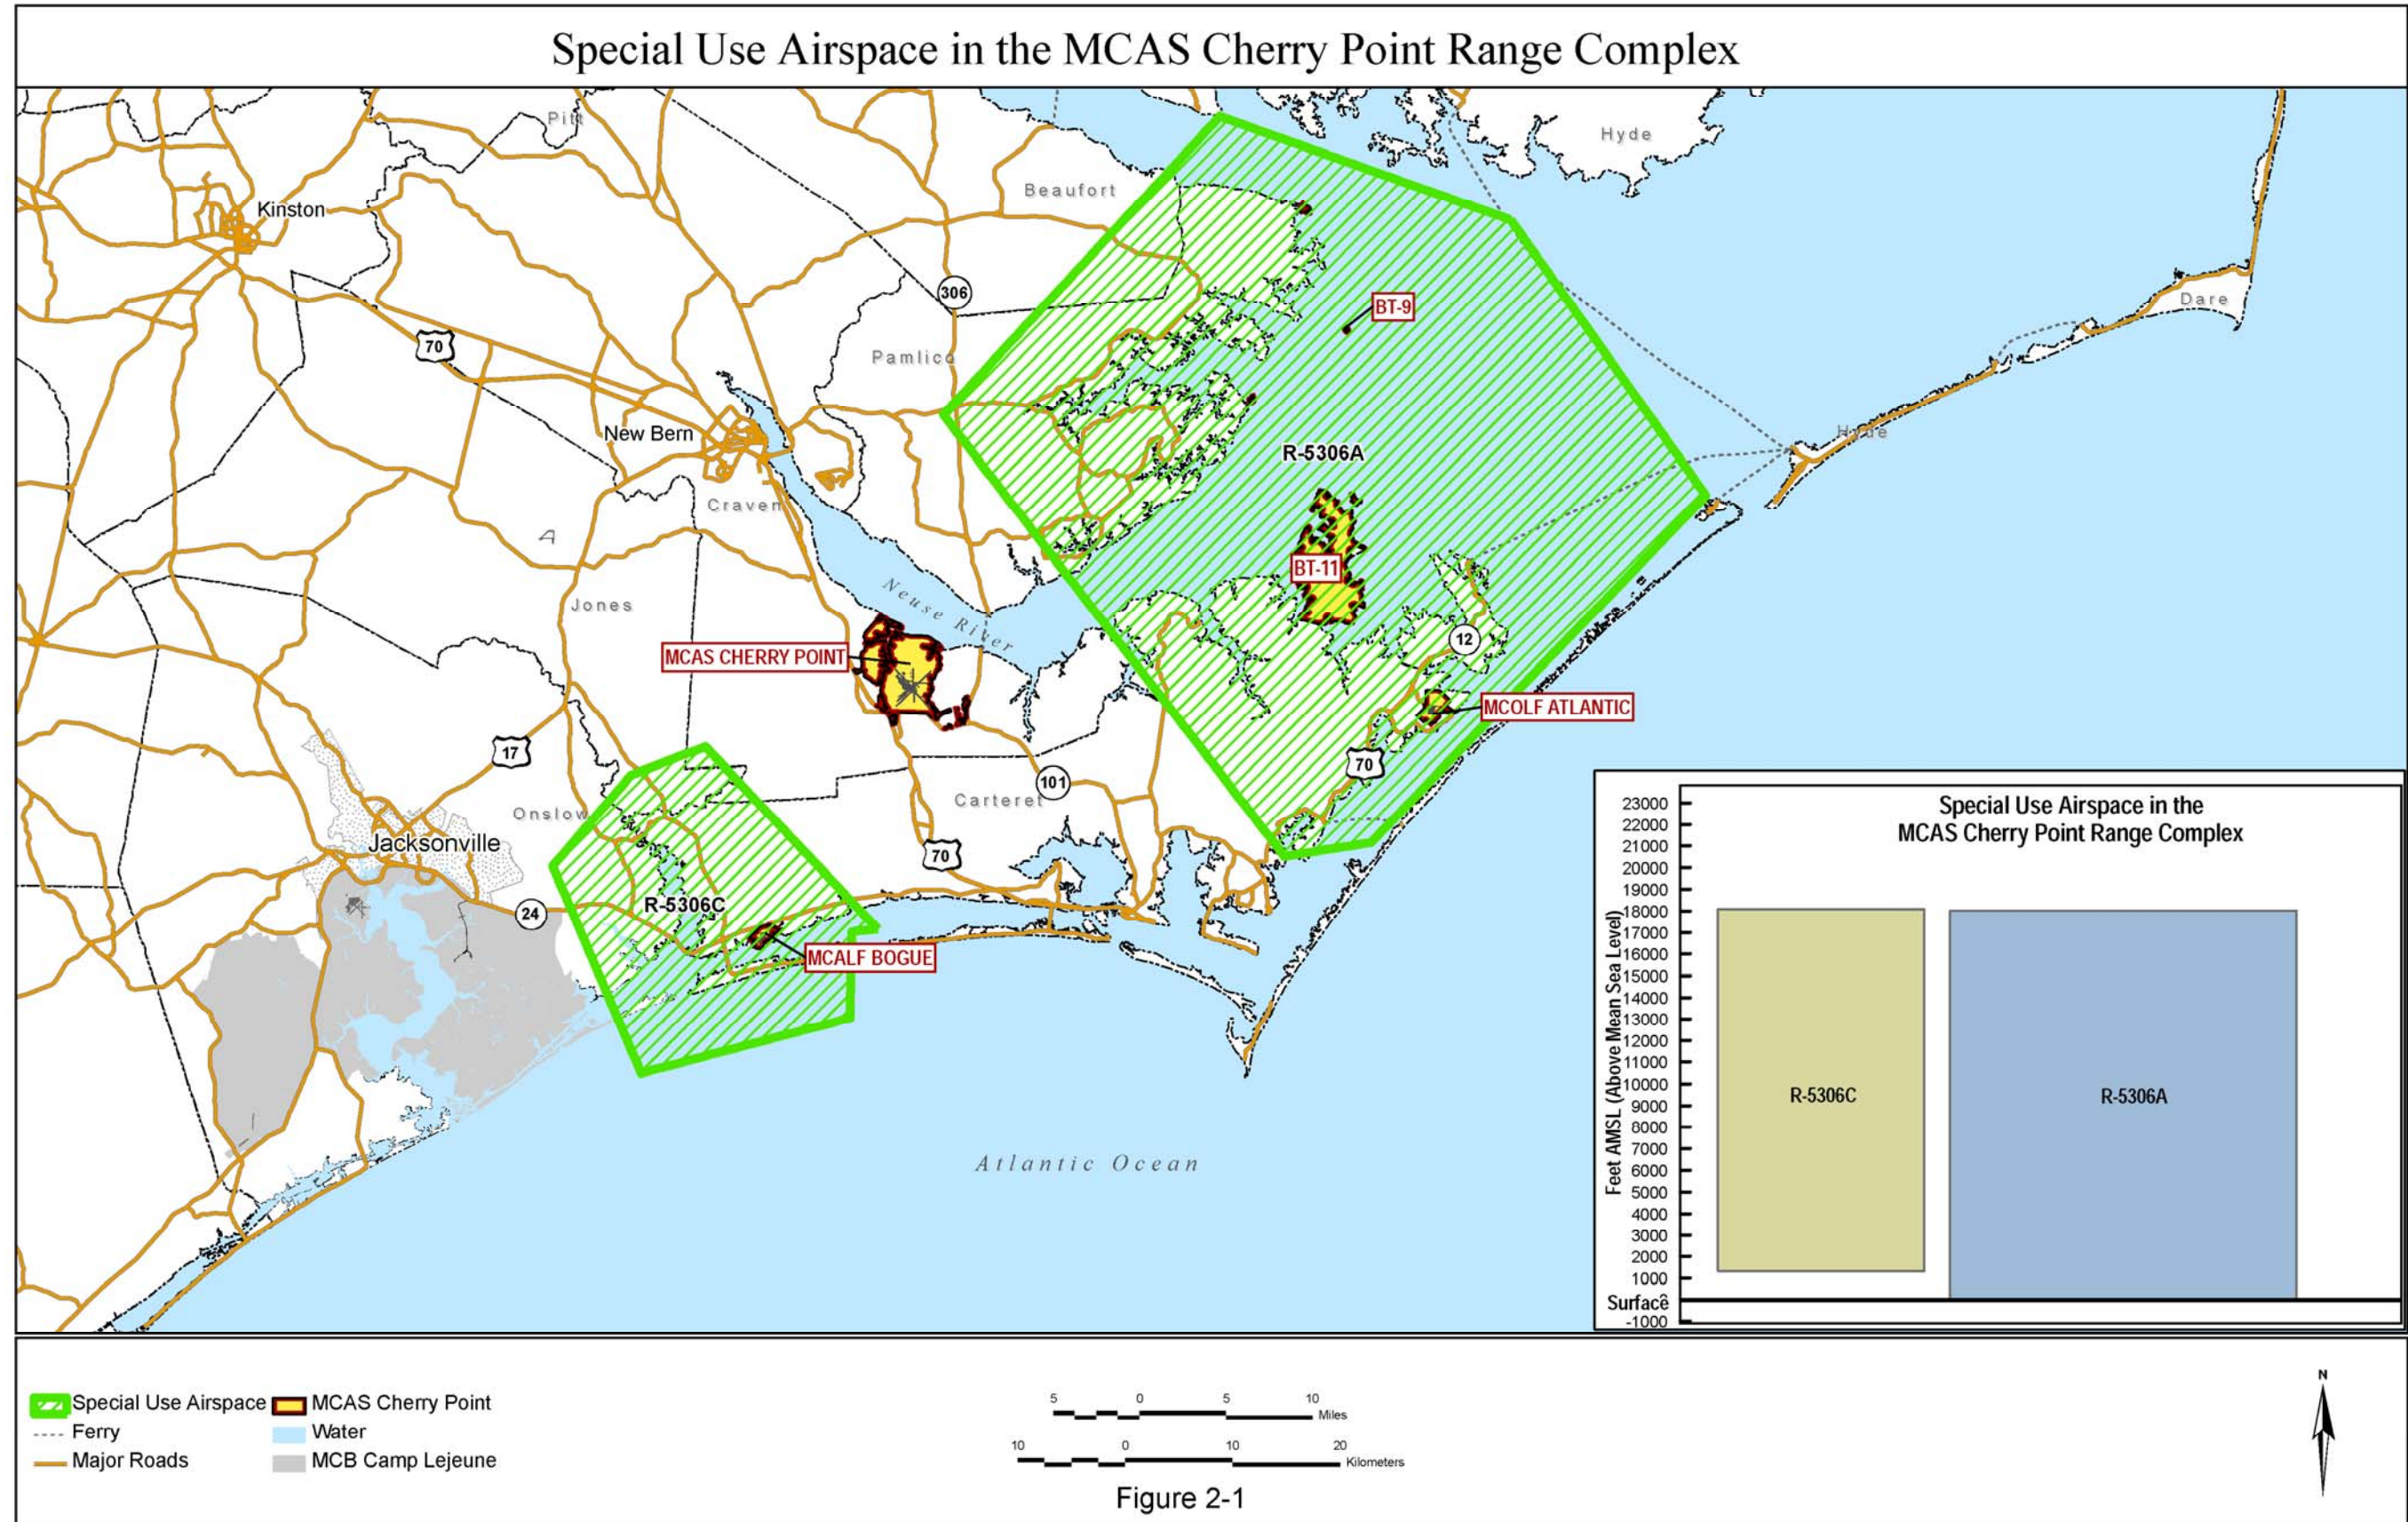 Special Use Airspace in the MCAS Cherry Point Range Complex
Pitt
Hyde
Kinston
Beaufort
306
BT-9
Dare
70
Pamlico
New Bern
Hyde
R-5306A
Craven
Jones
Neuse River
BT-11
12
MCAS CHERRY POINT
MCOLF ATLANTIC
17
70
101
Carteret
Onslow
Jacksonville
70
R-5306C
24
MCALF BOGUE
Atlantic Ocean
Special Use Airspace in the
MCAS Cherry Point Range Complex
Feet AMSL (Above Mean Sea Level)
23000
22000
21000
20000
19000
18000
17000
16000
15000
14000
13000
12000
11000
10000
9000
8000
7000
6000
5000
4000
3000
2000
1000
Surface
-1000
R-5306C
R-5306A
Special Use Airspace
MCAS Cherry Point
Ferry
Water
Major Roads
MCB Camp Lejeune
5 0 5 10
Miles
10 0 10 20
Kilometers
Figure 2-1
N